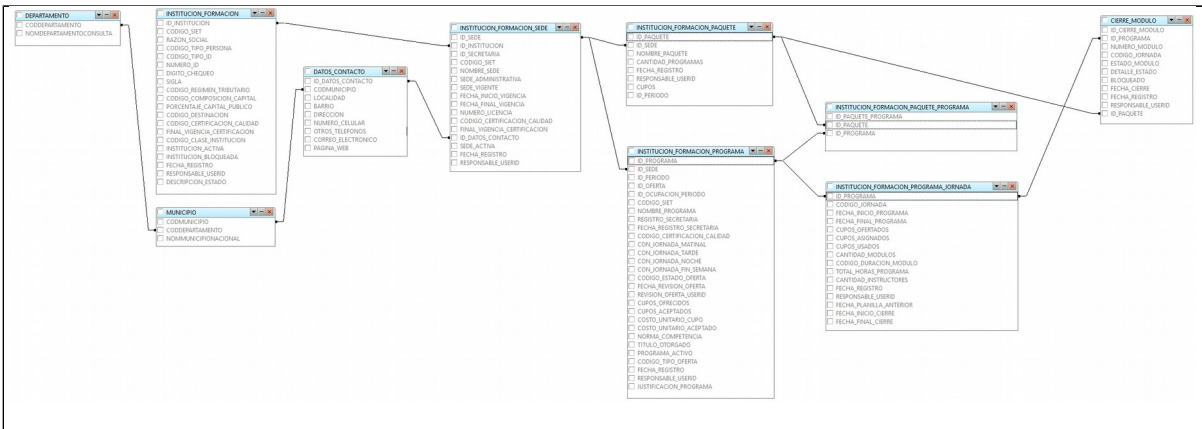 DEPARTAMENTO
CODDEPARTAMENTO
NOMDEPARTAMENTOCONSULTA
INSTITUCION_FORMACION
ID_INSTITUCION
CODIGO_SIET
RAZON_SOCIAL
CODIGO_TIPO_PERSONA
CODIGO_TIPO_ID
NUMERO_ID
DIGITO_CHEQUEO
SIGLA
CODIGO_REGIMEN_TRIBUTARIO
CODIGO_COMPOSICION_CAPITAL
PORCENTAJE_CAPITAL_PUBLICO
CODIGO_DESTINACION
CODIGO_CERTIFICACION_CALIDAD
FINAL_VIGENCIA_CERTIFICACION
CODIGO_CLASE_INSTITUCION
INSTITUCION_ACTIVA
INSTITUCION_BLOQUEADA
FECHA_REGISTRO
RESPONSABLE_USERID
DESCRIPCION_ESTADO
MUNICIPIO
CODMUNICIPIO
CODDEPARTAMENTO
NOMMUNICIPIONACIONAL
DATOS_CONTACTO
ID_DATOS_CONTACTO
CODMUNICIPIO
LOCALIDAD
BARRIO
DIRECCION
NUMERO_CELULAR
OTROS_TELEFONOS
CORREO_ELECTRONICO
PAGINA_WEB
INSTITUCION_FORMACION_SEDE
ID_SEDE
ID_INSTITUCION
ID_SECRETARIA
CODIGO_SIET
NOMBRE_SEDE
SEDE_ADMINISTRATIVA
SEDE_VIGENTE
FECHA_INICIO_VIGENCIA
FECHA_FINAL_VIGENCIA
NUMERO_LICENCIA
CODIGO_CERTIFICACION_CALIDAD
FINAL_VIGENCIA_CERTIFICACION
ID_DATOS_CONTACTO
SEDE_ACTIVA
FECHA_REGISTRO
RESPONSABLE_USERID
INSTITUCION_FORMACION_PAQUETE
ID_PAQUETE
ID_SEDE
NOMBRE_PAQUETE
CANTIDAD_PROGRAMAS
FECHA_REGISTRO
RESPONSABLE_USERID
CUPOS
ID_PERIODO
INSTITUCION_FORMACION_PROGRAMA
ID_PROGRAMA
ID_SEDE
ID_PERIODO
ID_OFERTA
ID_OCUPACION_PERIODO
CODIGO_SIET
NOMBRE_PROGRAMA
REGISTRO_SECRETARIA
FECHA_REGISTRO_SECRETARIA
CODIGO_CERTIFICACION_CALIDAD
CON_JORNADA_MATINAL
CON_JORNADA_TARDE
CON_JORNADA_NOCHE
CON_JORNADA_FIN_SEMANA
CODIGO_ESTADO_OFERTA
FECHA_REVISION_OFERTA
REVISION_OFERTA_USERID
CUPOS_OFRECIDOS
CUPOS_ACEPTADOS
COSTO_UNITARIO_CUPO
COSTO_UNITARIO_ACEPTADO
NORMA_COMPETENCIA
TITULO_OTORGADO
PROGRAMA_ACTIVO
CODIGO_TIPO_OFERTA
FECHA_REGISTRO
RESPONSABLE_USERID
JUSTIFICACION_PROGRAMA
INSTITUCION_FORMACION_PAQUETE_PROGRAMA
ID_PAQUETE_PROGRAMA
ID_PAQUETE
ID_PROGRAMA
INSTITUCION_FORMACION_PROGRAMA_JORNADA
ID_PROGRAMA
CODIGO_JORNADA
FECHA_INICIO_PROGRAMA
FECHA_FINAL_PROGRAMA
CUPOS_OFERTADOS
CUPOS_ASIGNADOS
CUPOS_USADOS
CANTIDAD_MODULOS
CODIGO_DURACION_MODULO
TOTAL_HORAS_PROGRAMA
CANTIDAD_INSTRUCTORES
FECHA_REGISTRO
RESPONSABLE_USERID
FECHA_PLANILLA_ANTERIOR
FECHA_INICIO_CIERRE
FECHA_FINAL_CIERRE
CIERRE_MODULO
ID_CIERRE_MODULO
ID_PROGRAMA
NUMERO_MODULO
CODIGO_JORNADA
ESTADO_MODULO
DETALLE_ESTADO
BLOQUEADO
FECHA_CIERRE
FECHA_REGISTRO
RESPONSABLE_USERID
ID_PAQUETE